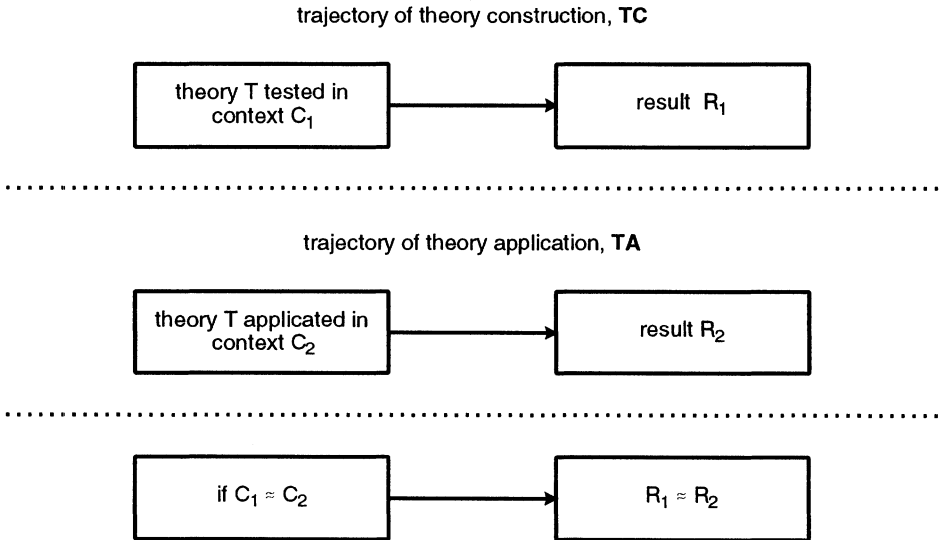 trajectory of theory construction, TC
theory T tested in
context C₁
result R₁
trajectory of theory application, TA
theory T applicated in
context C₂
result R₂
if C₁ ≈ C₂
R₁ ≈ R₂